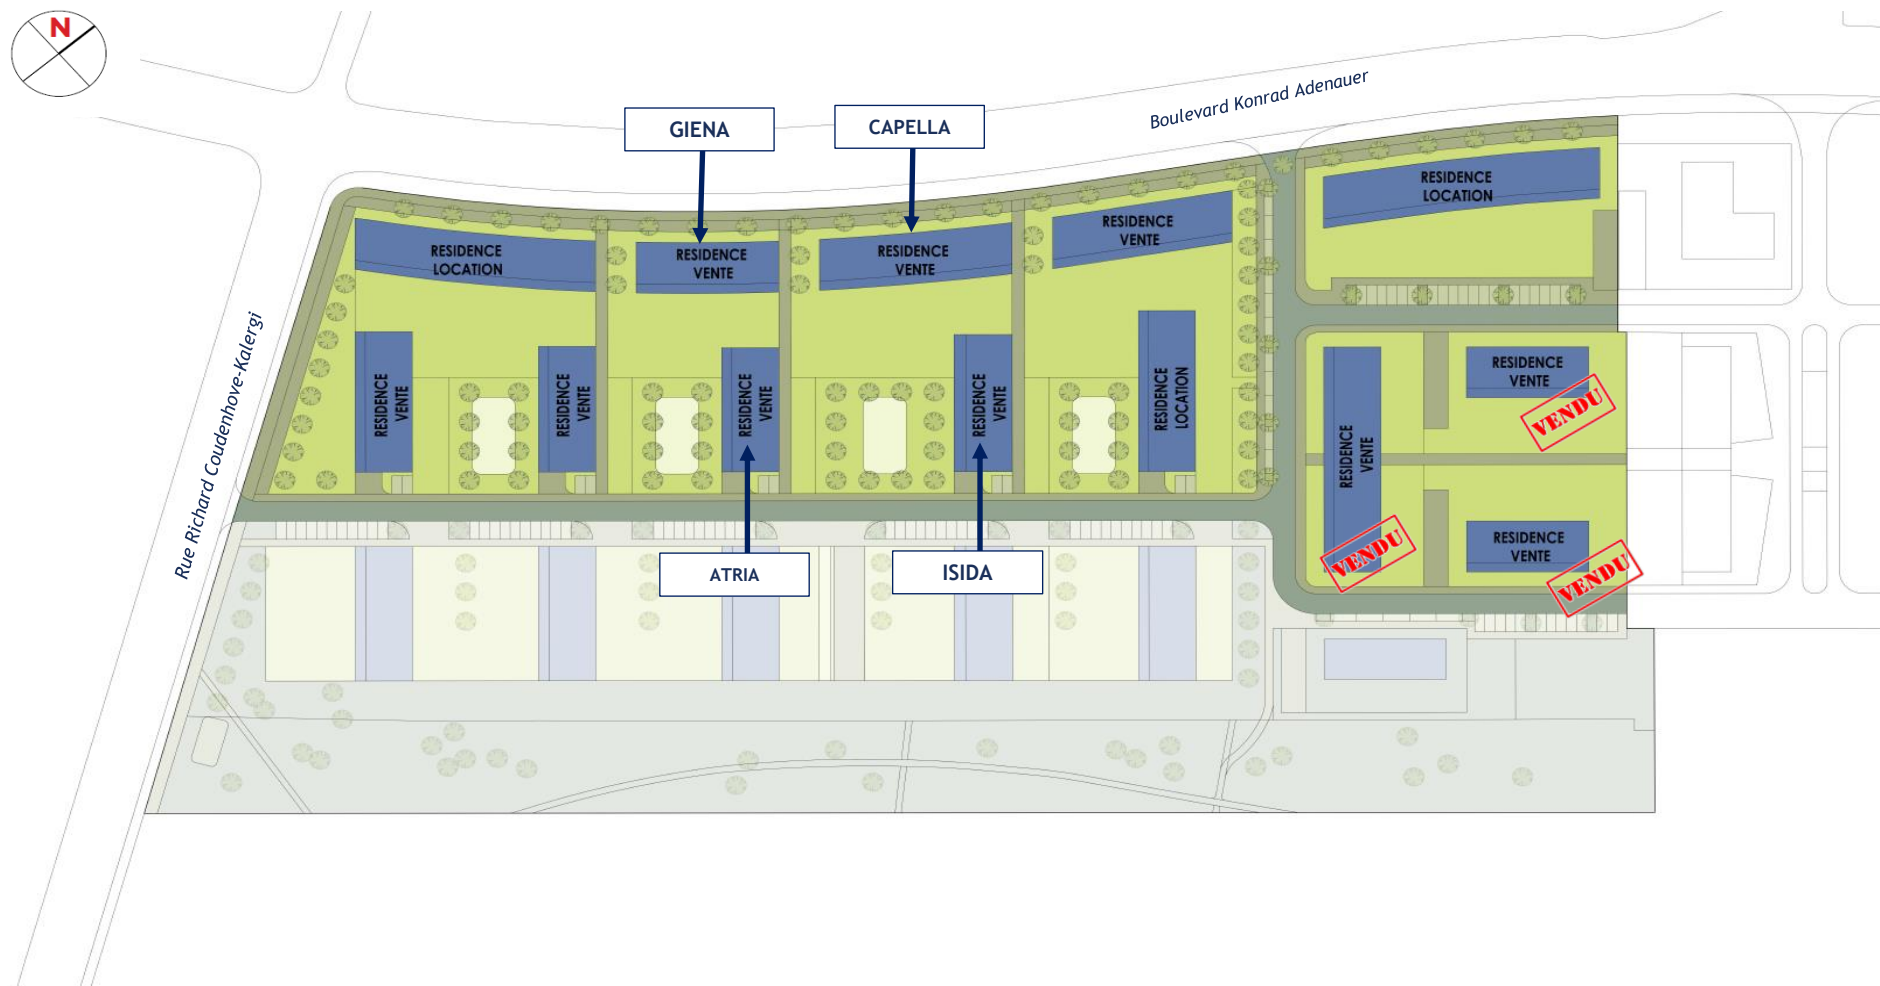 N
Boulevard Konrad Adenauer
GIENA
CAPELLA
RESIDENCE
LOCATION
RESIDENCE
VENTE
RESIDENCE
VENTE
RESIDENCE
VENTE
RESIDENCE
LOCATION
Rue Richard Coudenhove-Kalergi
RESIDENCE
VENTE
RESIDENCE
VENTE
RESIDENCE
VENTE
RESIDENCE
VENTE
RESIDENCE
LOCATION
RESIDENCE
VENTE
RESIDENCE
VENTE
VENDU
VENDU
RESIDENCE
VENTE
VENDU
ATRIA
ISIDA